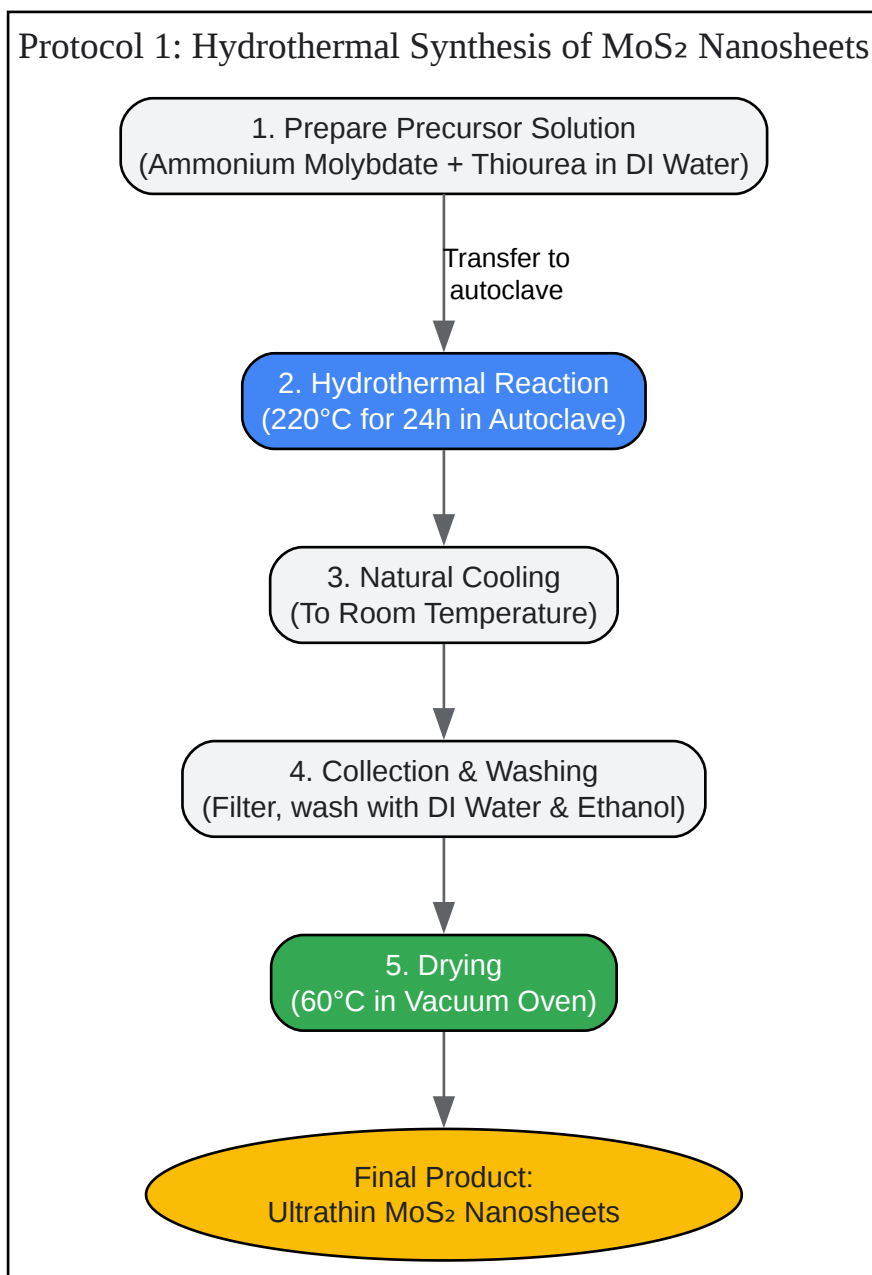 Protocol 1: Hydrothermal Synthesis of MoS₂ Nanosheets
1. Prepare Precursor Solution
(Ammonium Molybdate + Thiourea in DI Water)
Transfer to
autoclave
2. Hydrothermal Reaction
(220°C for 24h in Autoclave)
3. Natural Cooling
(To Room Temperature)
4. Collection & Washing
(Filter, wash with DI Water & Ethanol)
5. Drying
(60°C in Vacuum Oven)
Final Product:
Ultrathin MoS₂ Nanosheets